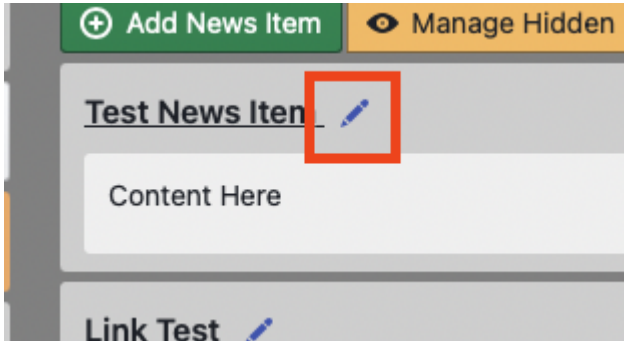 Add News Item Manage Hidden
Test News Item
Content Here
Link Test